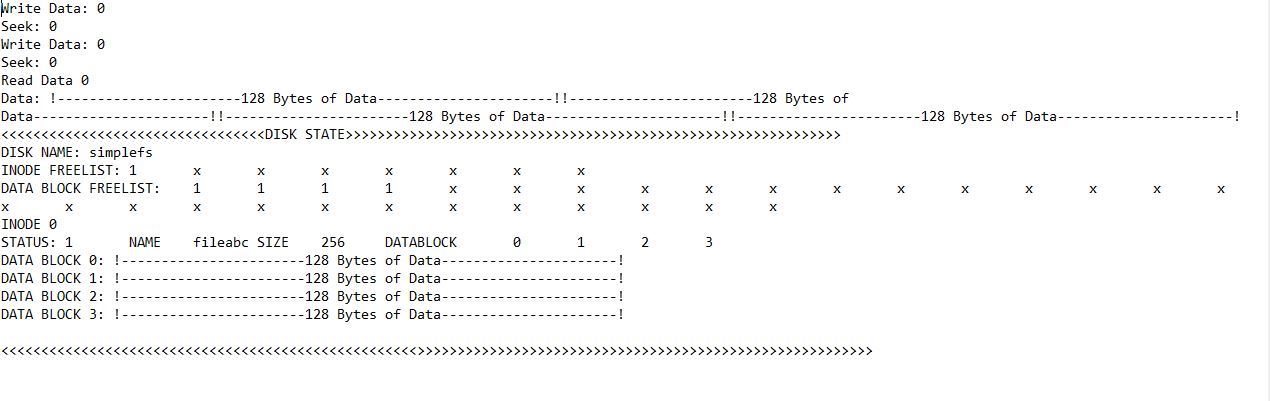 Write Data: 0
Seek: 0
Write Data: 0
Seek: 0
Read Data 0
Data: !-----------------------128 Bytes of Data----------------------!!-----------------------128 Bytes of
Data----------------------!!-----------------------128 Bytes of Data----------------------!!-----------------------128 Bytes of Data----------------------!
<<<<<<<<<<<<<<<<<<<<<<<<<<<<<<<<<DISK STATE>>>>>>>>>>>>>>>>>>>>>>>>>>>>>>>>>>>>>>>>>>>>>>>>>>>>>>>>>>>>>>
DISK NAME: simplefs
INODE FREELIST: 1       x       x       x       x       x       x       x
DATA BLOCK FREELIST:    1       1       1       1       x       x       x       x       x       x       x       x       x       x       x       x       x
x       x       x       x       x       x       x       x       x       x       x       x       x
INODE 0
STATUS: 1       NAME    fileabc SIZE    256     DATABLOCK       0       1       2       3
DATA BLOCK 0: !-----------------------128 Bytes of Data----------------------!
DATA BLOCK 1: !-----------------------128 Bytes of Data----------------------!
DATA BLOCK 2: !-----------------------128 Bytes of Data----------------------!
DATA BLOCK 3: !-----------------------128 Bytes of Data----------------------!
<<<<<<<<<<<<<<<<<<<<<<<<<<<<<<<<<<<<<<<<<<<<<<<<<<<<>>>>>>>>>>>>>>>>>>>>>>>>>>>>>>>>>>>>>>>>>>>>>>>>>>>>>>>>>